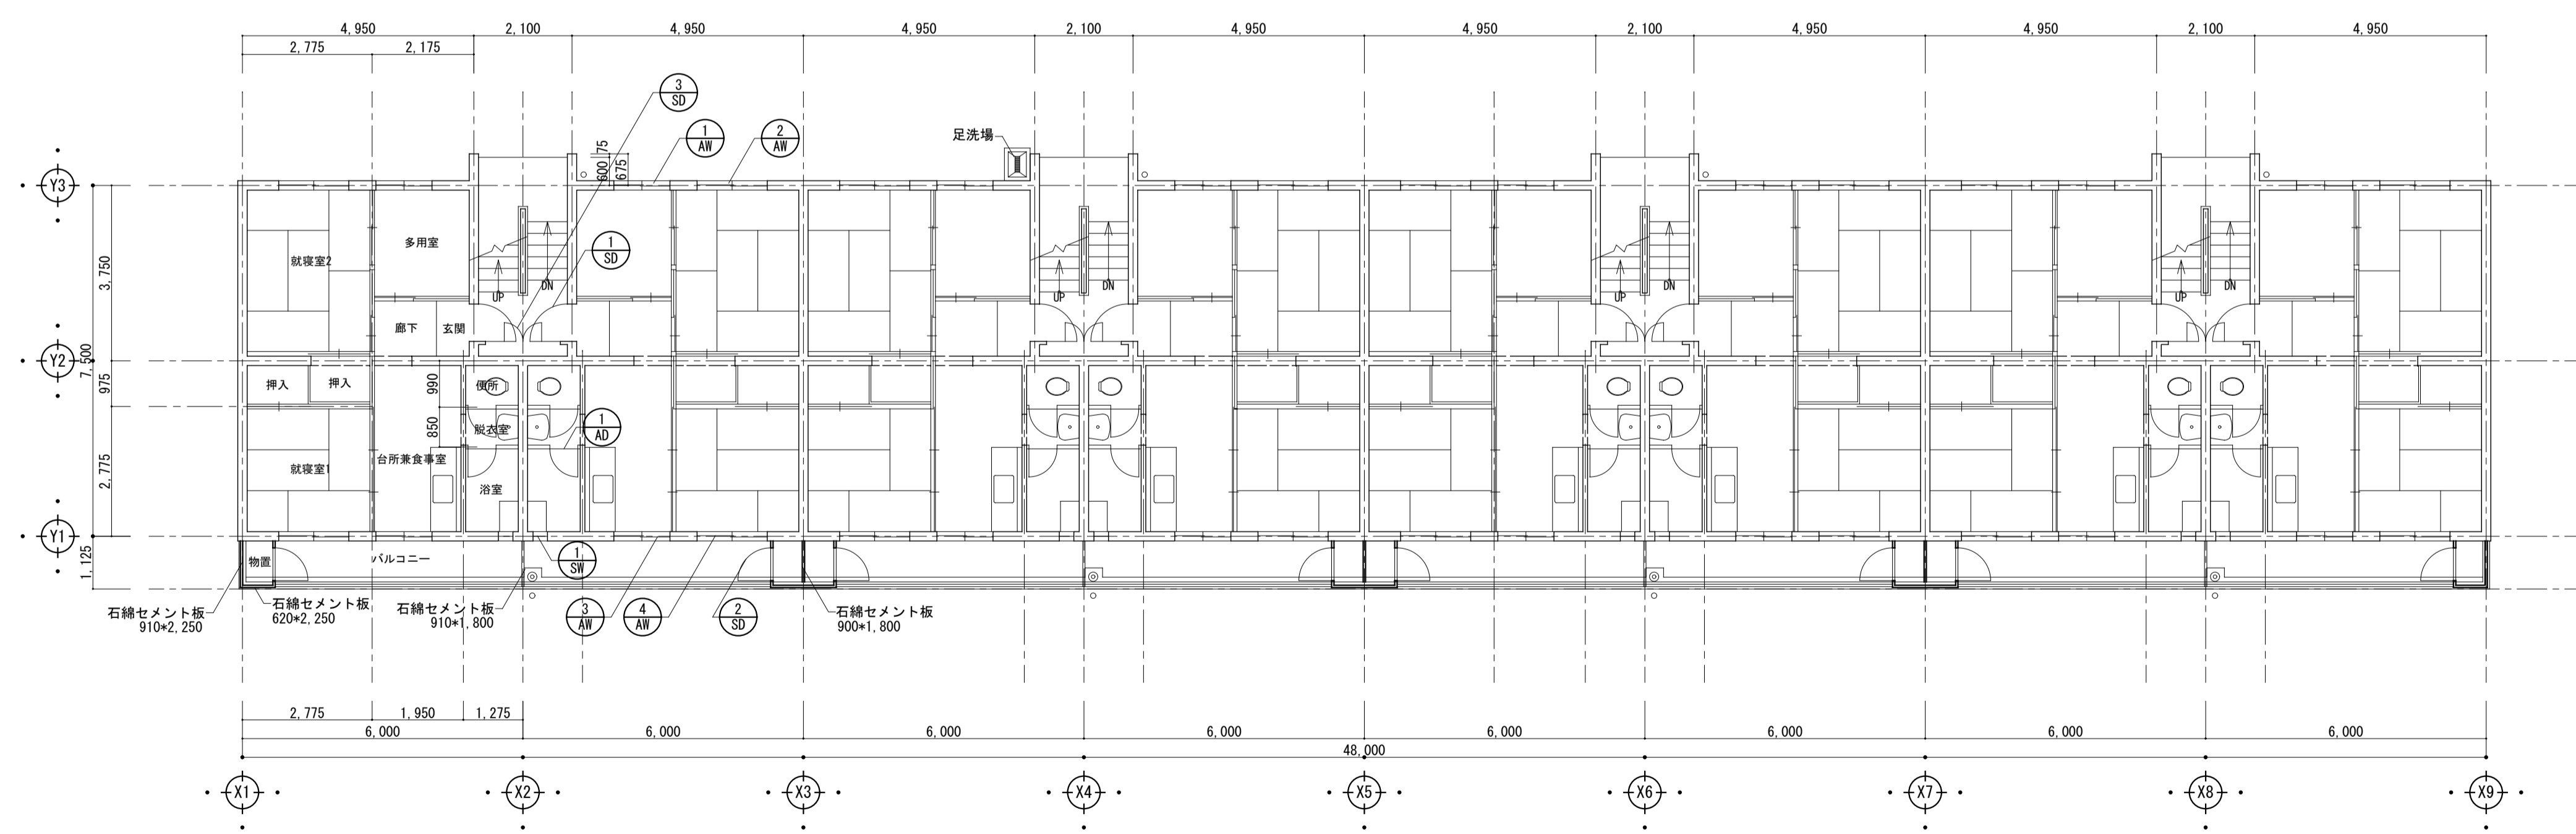 4,950 2,100 4,950 4,950 2,100 4,950 4,950 2,100 4,950 4,950 2,100 4,950
2,775 2,175
3
SD
1
AW
2
AW
足洗場
75
600
675
Y3
1
SD
多用室
就寝室2
3,750
UP DN UP DN UP DN UP DN
廊下 玄関
Y2
7,500
押入 押入 便所
975
990
1
AD
脱衣室
850
台所兼食事室
就寝室1
2,775
浴室
Y1
1,125
物置 バルコニー
1
SW
石綿セメント板
910*2,250
石綿セメント板
620*2,250
石綿セメント板
910*1,800
3
AW
4
AW
2
SD
石綿セメント板
900*1,800
2,775 1,950 1,275
6,000 6,000 6,000 6,000 6,000 6,000 6,000 6,000
48,000
X1 X2 X3 X4 X5 X6 X7 X8 X9